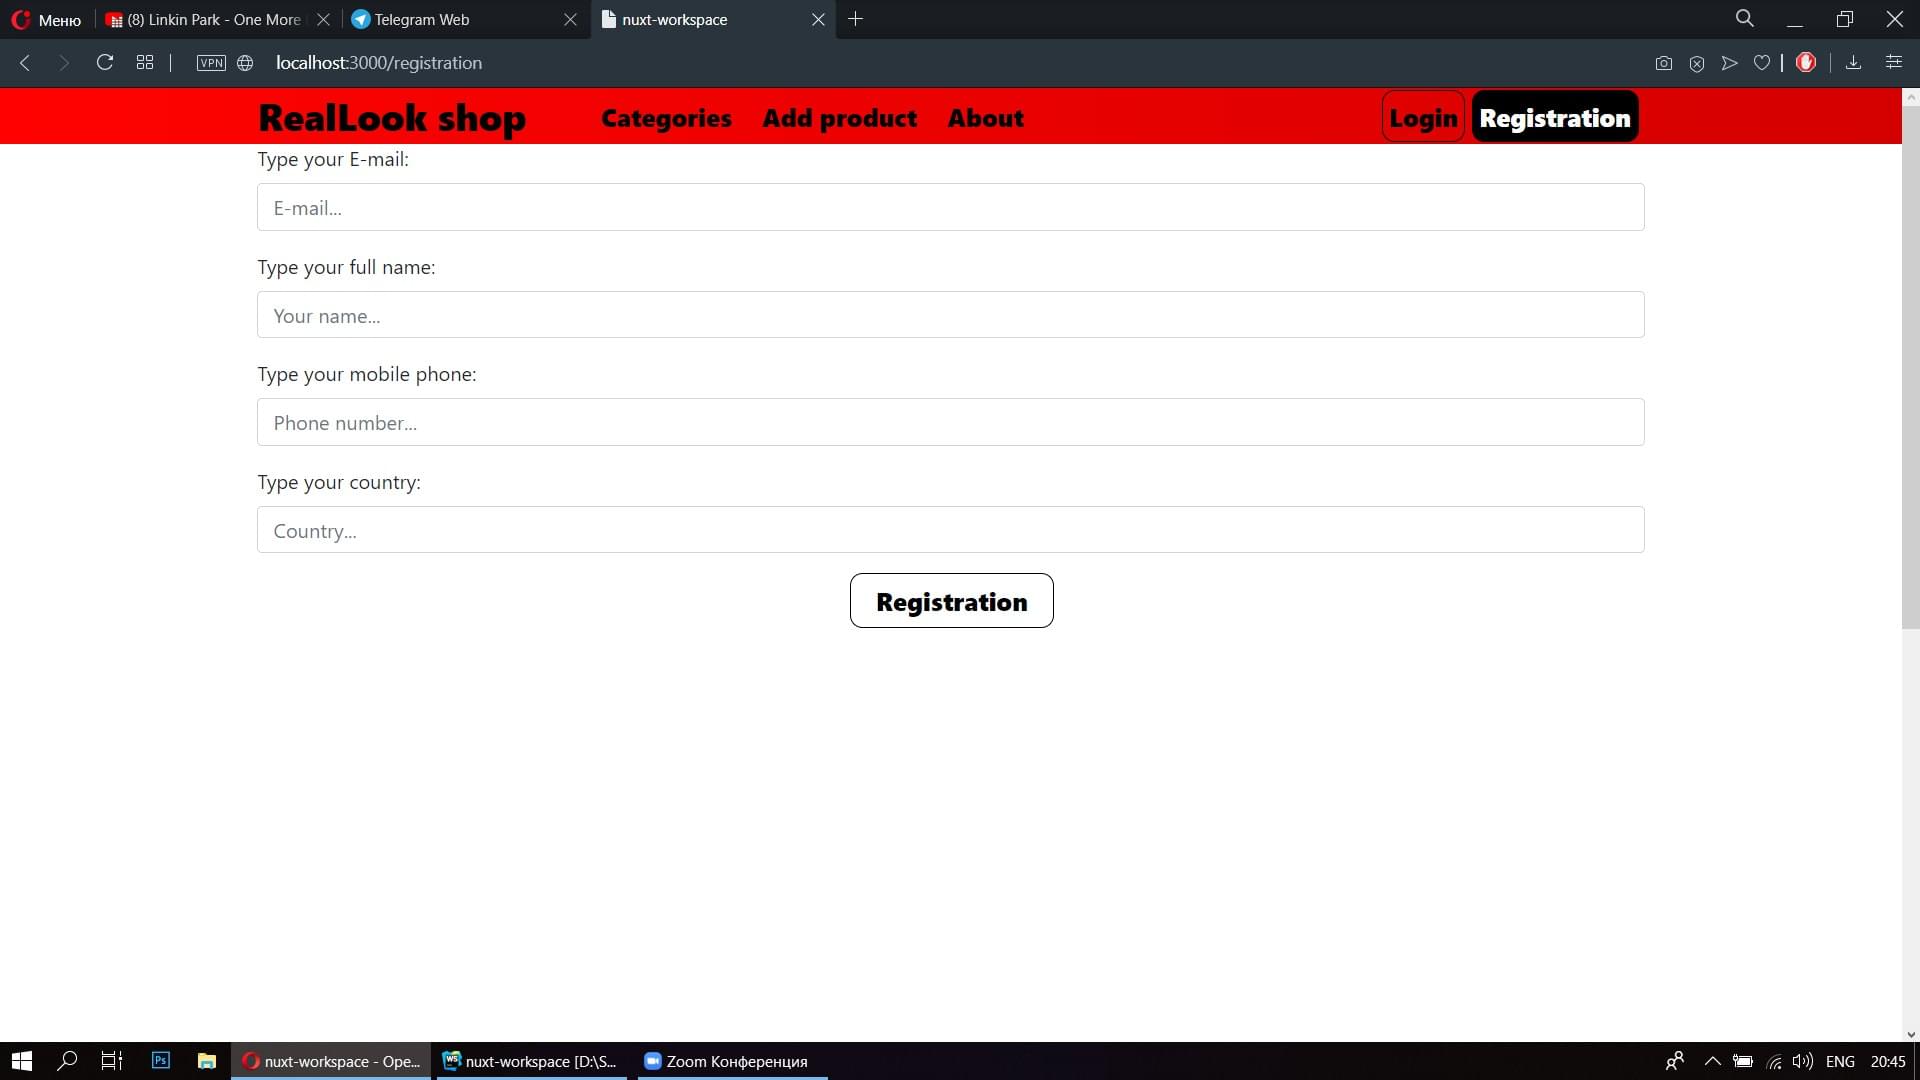 Меню
(8) Linkin Park - One More
Telegram Web
nuxt-workspace
VPN
localhost:3000/registration
RealLook shop
Categories
Add product
About
Login
Registration
Type your E-mail:
E-mail...
Type your full name:
Your name...
Type your mobile phone:
Phone number...
Type your country:
Country...
Registration
Ps
nuxt-workspace - Ope...
WS
nuxt-workspace [D:\S...
Zoom Конференция
ENG
20:45